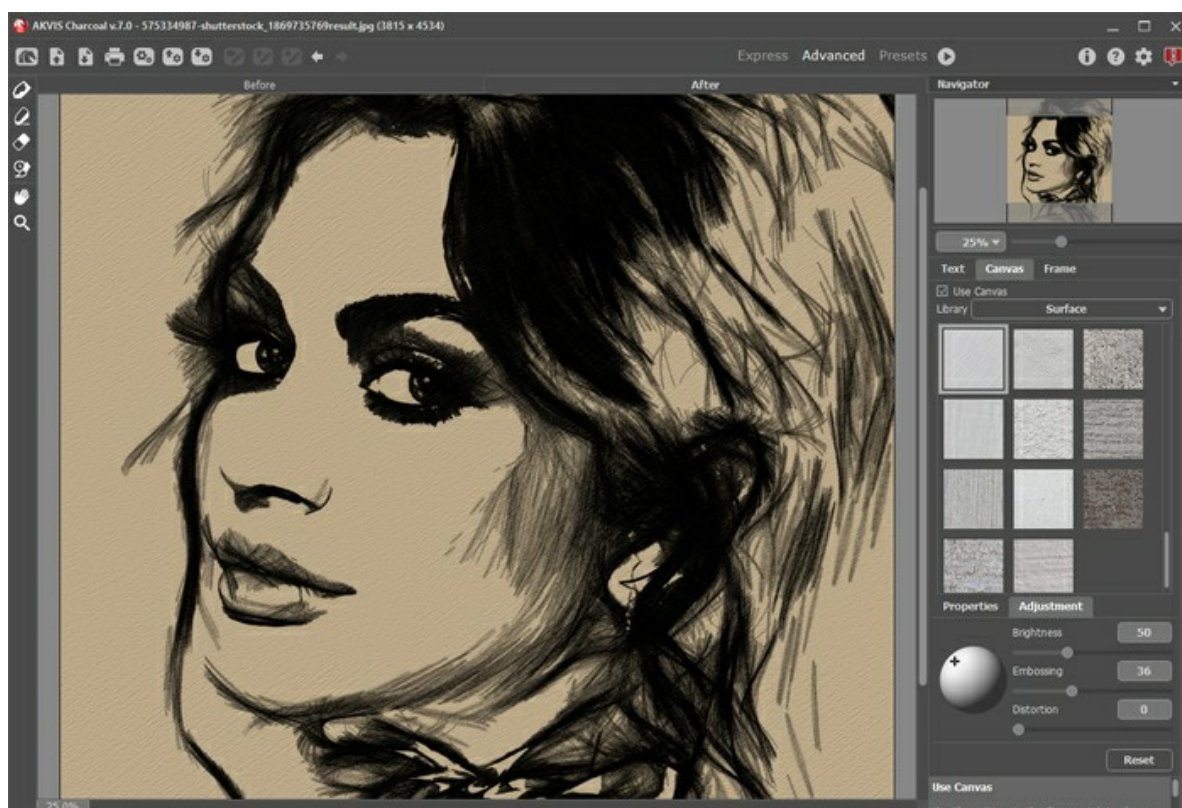 AKVIS Charcoal v.7.0 - 575334987-shutterstock_1869735769result.jpg (3815 x 4534)
Express Advanced Presets
Before After
Navigator
25%
Text Canvas Frame
Use Canvas
Library Surface
Properties Adjustment
Brightness 50
Embossing 36
Distortion 0
Reset
Use Canvas
25.0%